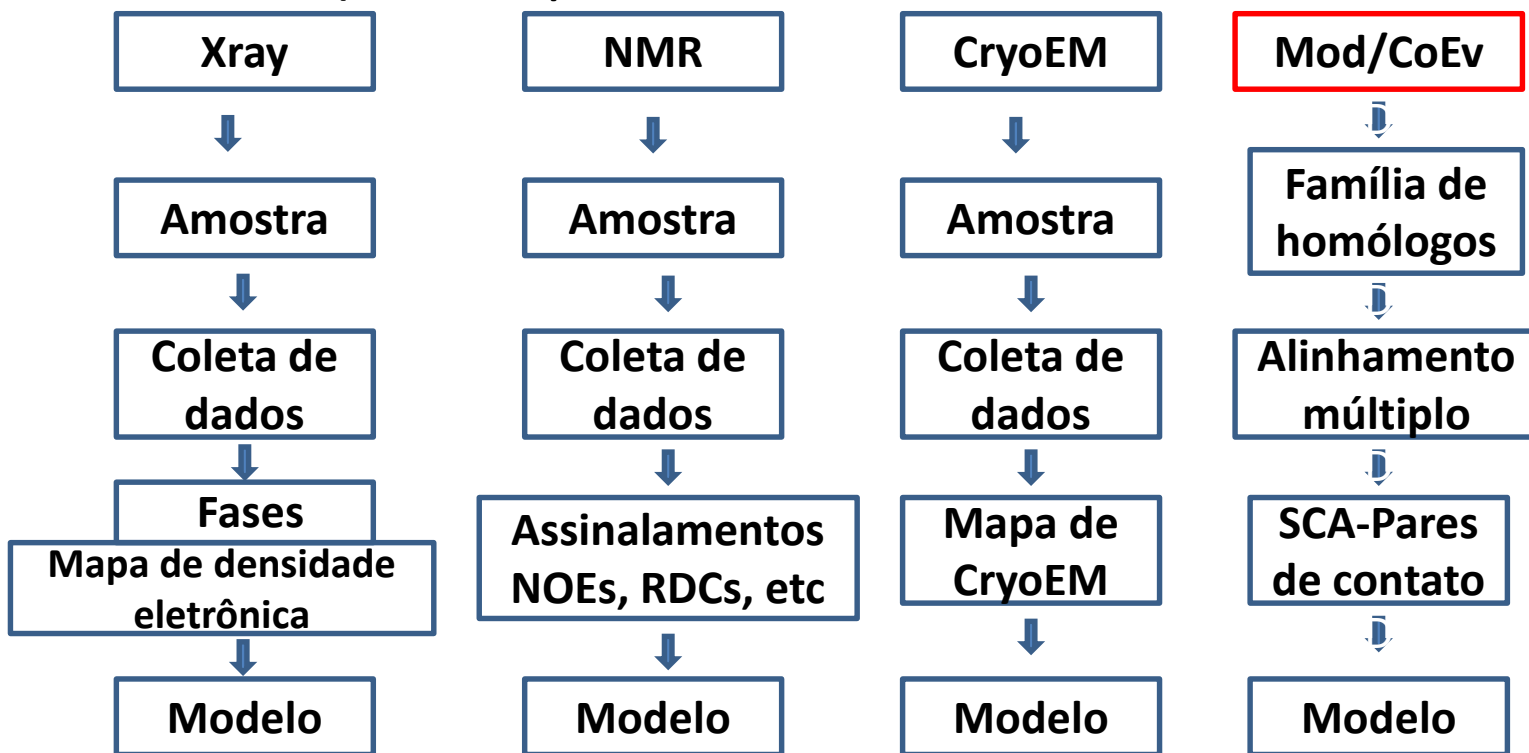 Xray
NMR
CryoEM
Mod/CoEv
D
Amostra
Amostra
Amostra
Família de
homólogos
D
Coleta de
dados
Coleta de
dados
Coleta de
dados
Alinhamento
múltiplo
D
Fases
Mapa de densidade
eletrônica
Assinalamentos
NOEs, RDCs, etc
Mapa de
CryoEM
SCA-Pares
de contato
D
Modelo
Modelo
Modelo
Modelo